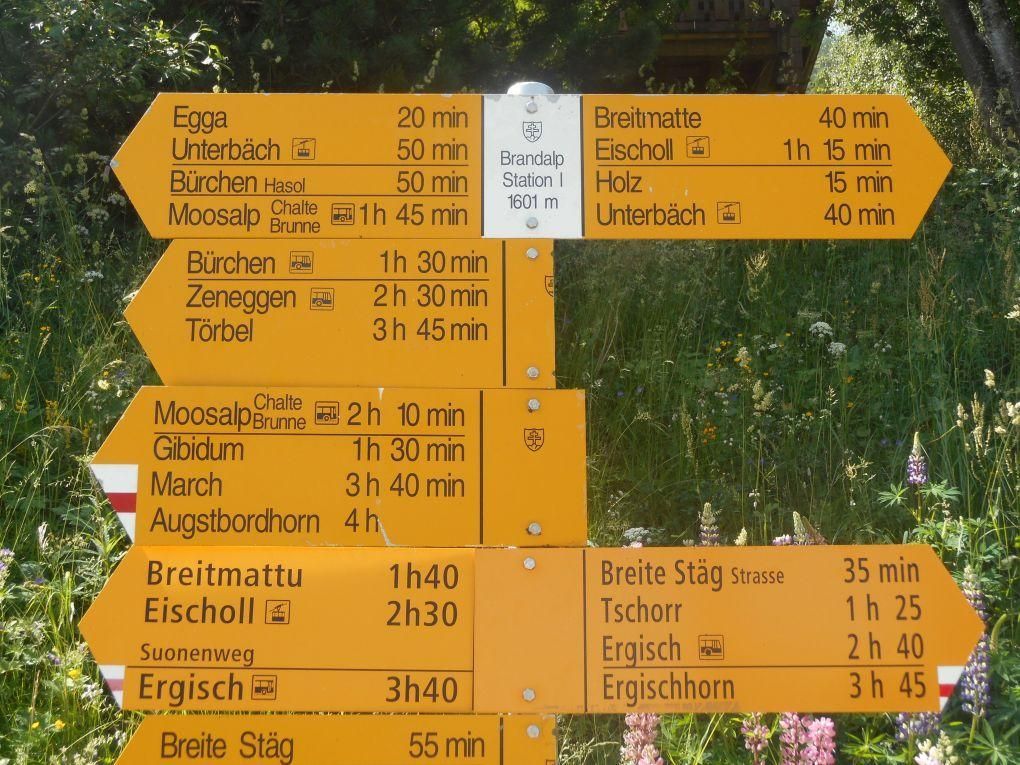 Egga 20 min
Unterbäch 50 min
Bürchen Hasol 50 min
Moosalp Chalte Brunne 1h 45 min
Brandalp
Station I
1601 m
Breitmatte 40 min
Eischoll 1h 15 min
Holz 15 min
Unterbäch 40 min
Bürchen 1h 30 min
Zeneggen 2h 30 min
Törbel 3h 45 min
Moosalp Chalte Brunne 2h 10 min
Gibidum 1h 30 min
March 3h 40 min
Augstbordhorn 4h
Breitmattu 1h40
Eischoll 2h30
Suonenweg
Ergisch 3h40
Breite Stäg Strasse 35 min
Tschorr 1 h 25
Ergisch 2 h 40
Ergischhorn 3 h 45
Breite Stäg 55 min